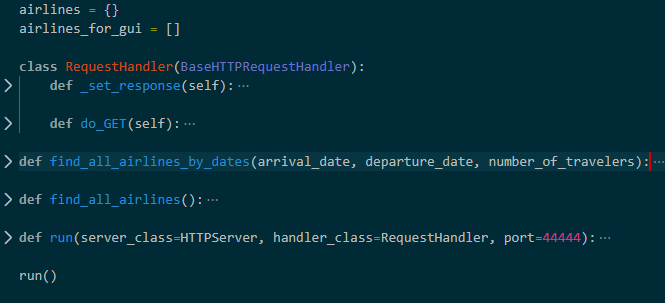 airlines = {}
airlines_for_gui = []
class RequestHandler(BaseHTTPRequestHandler):
def _set_response(self):···
def do_GET(self):···
def find_all_airlines_by_dates(arrival_date, departure_date, number_of_travelers):···
def find_all_airlines():···
def run(server_class=HTTPServer, handler_class=RequestHandler, port=44444):···
run()